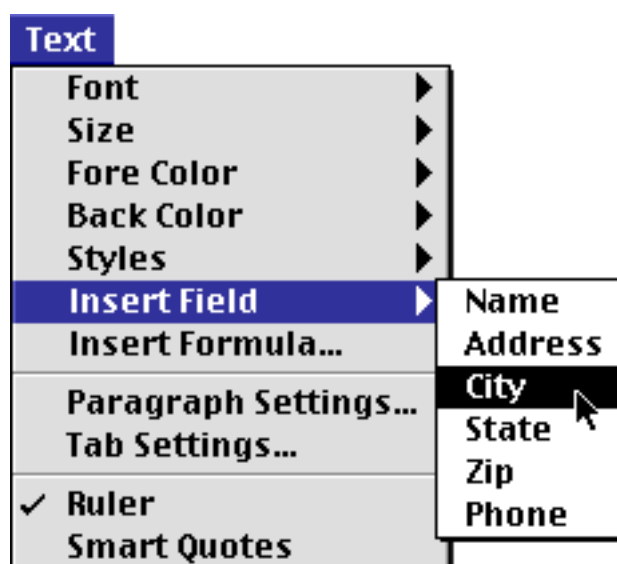 Text
Font
Size
Fore Color
Back Color
Styles
Insert Field
Insert Formula...
Paragraph Settings...
Tab Settings...
✓ Ruler
Smart Quotes
Name
Address
City
State
Zip
Phone